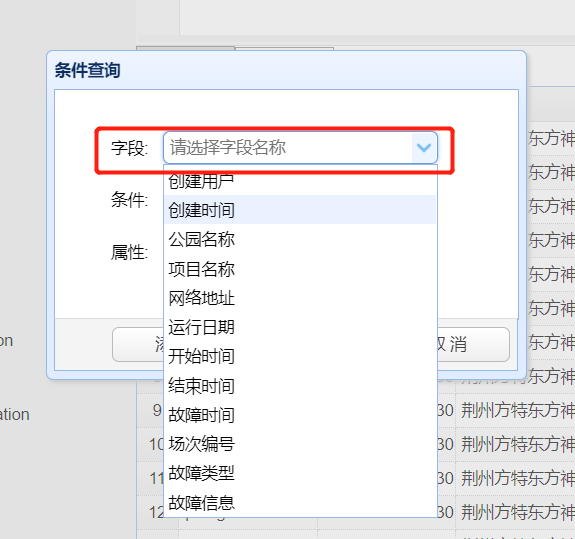 条件查询
字段: 请选择字段名称
创建用户
条件:
创建时间
公园名称
属性:
项目名称
网络地址
运行日期
取消
开始时间
结束时间
故障时间
场次编号
故障类型
故障信息
on
ation
东方神
东方神
东方神
东方神
东方神
东方神
东方神
东方神
9 30 荆州方特东方神
10 30 荆州方特东方神
11 30 荆州方特东方神
12 30 荆州方特东方神